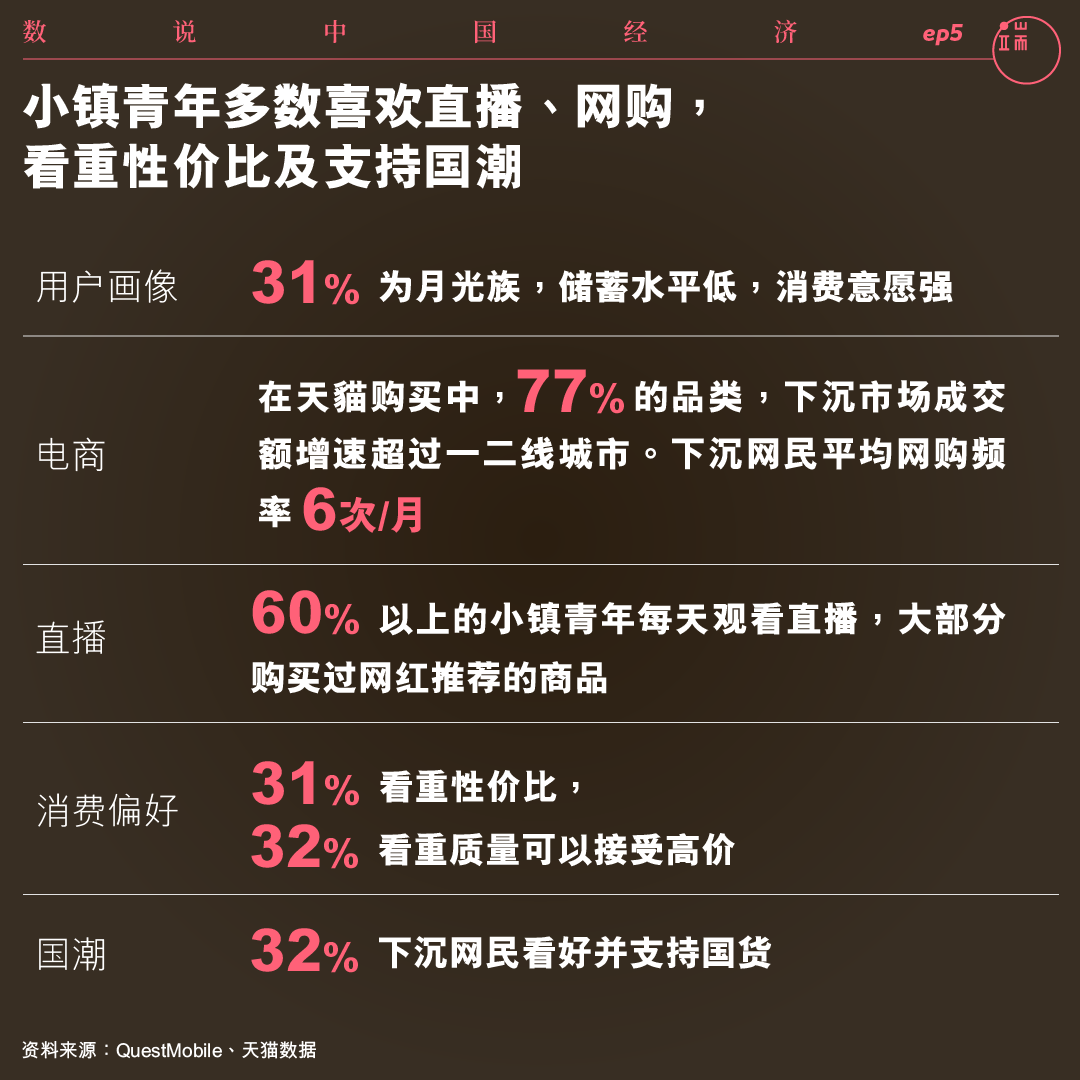 数说中国经济 ep5 端
小镇青年多数喜欢直播、网购，
看重性价比及支持国潮
用户画像 31% 为月光族，储蓄水平低，消费意愿强
电商
在天貓购买中，77% 的品类，下沉市场成交
额增速超过一二线城市。下沉网民平均网购频
率 6次/月
直播
60% 以上的小镇青年每天观看直播，大部分
购买过网红推荐的商品
消费偏好
31% 看重性价比，
32% 看重质量可以接受高价
国潮 32% 下沉网民看好并支持国货
资料来源：QuestMobile、天猫数据